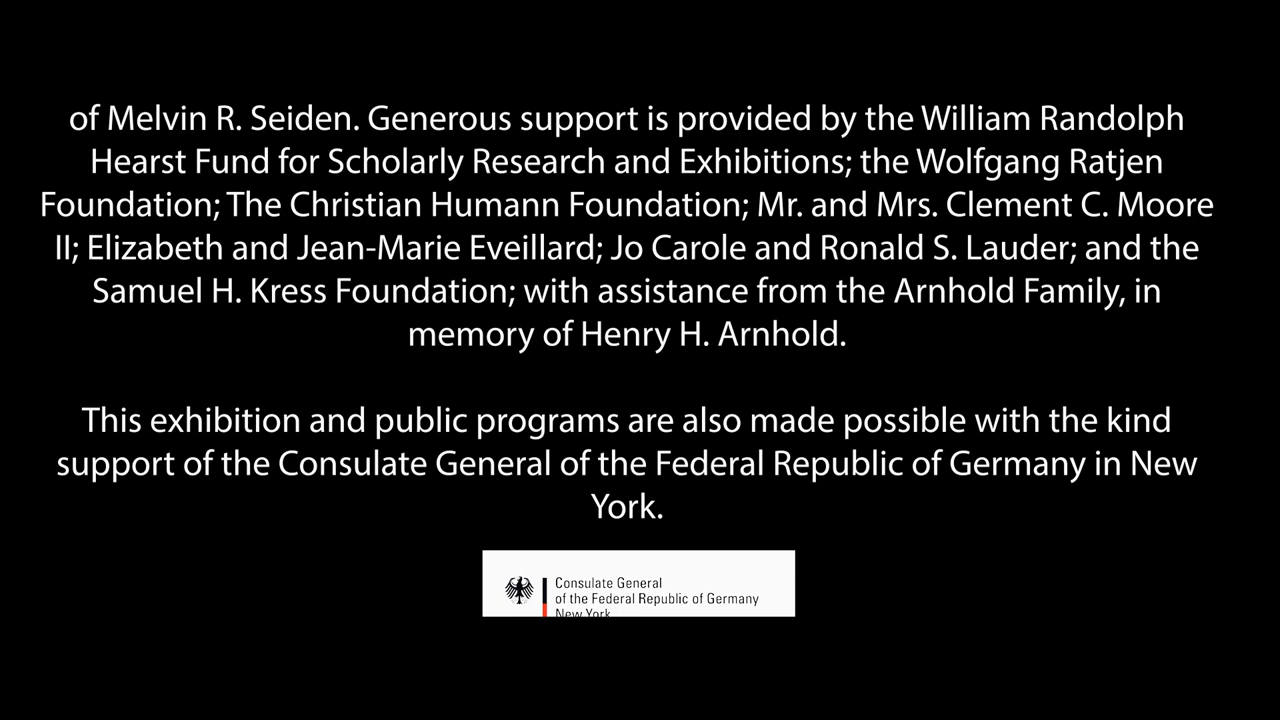 of Melvin R. Seiden. Generous support is provided by the William Randolph
Hearst Fund for Scholarly Research and Exhibitions; the Wolfgang Ratjen
Foundation; The Christian Humann Foundation; Mr. and Mrs. Clement C. Moore
II; Elizabeth and Jean-Marie Eveillard; Jo Carole and Ronald S. Lauder; and the
Samuel H. Kress Foundation; with assistance from the Arnhold Family, in
memory of Henry H. Arnhold.
This exhibition and public programs are also made possible with the kind
support of the Consulate General of the Federal Republic of Germany in New
York.
Consulate General
of the Federal Republic of Germany
New York